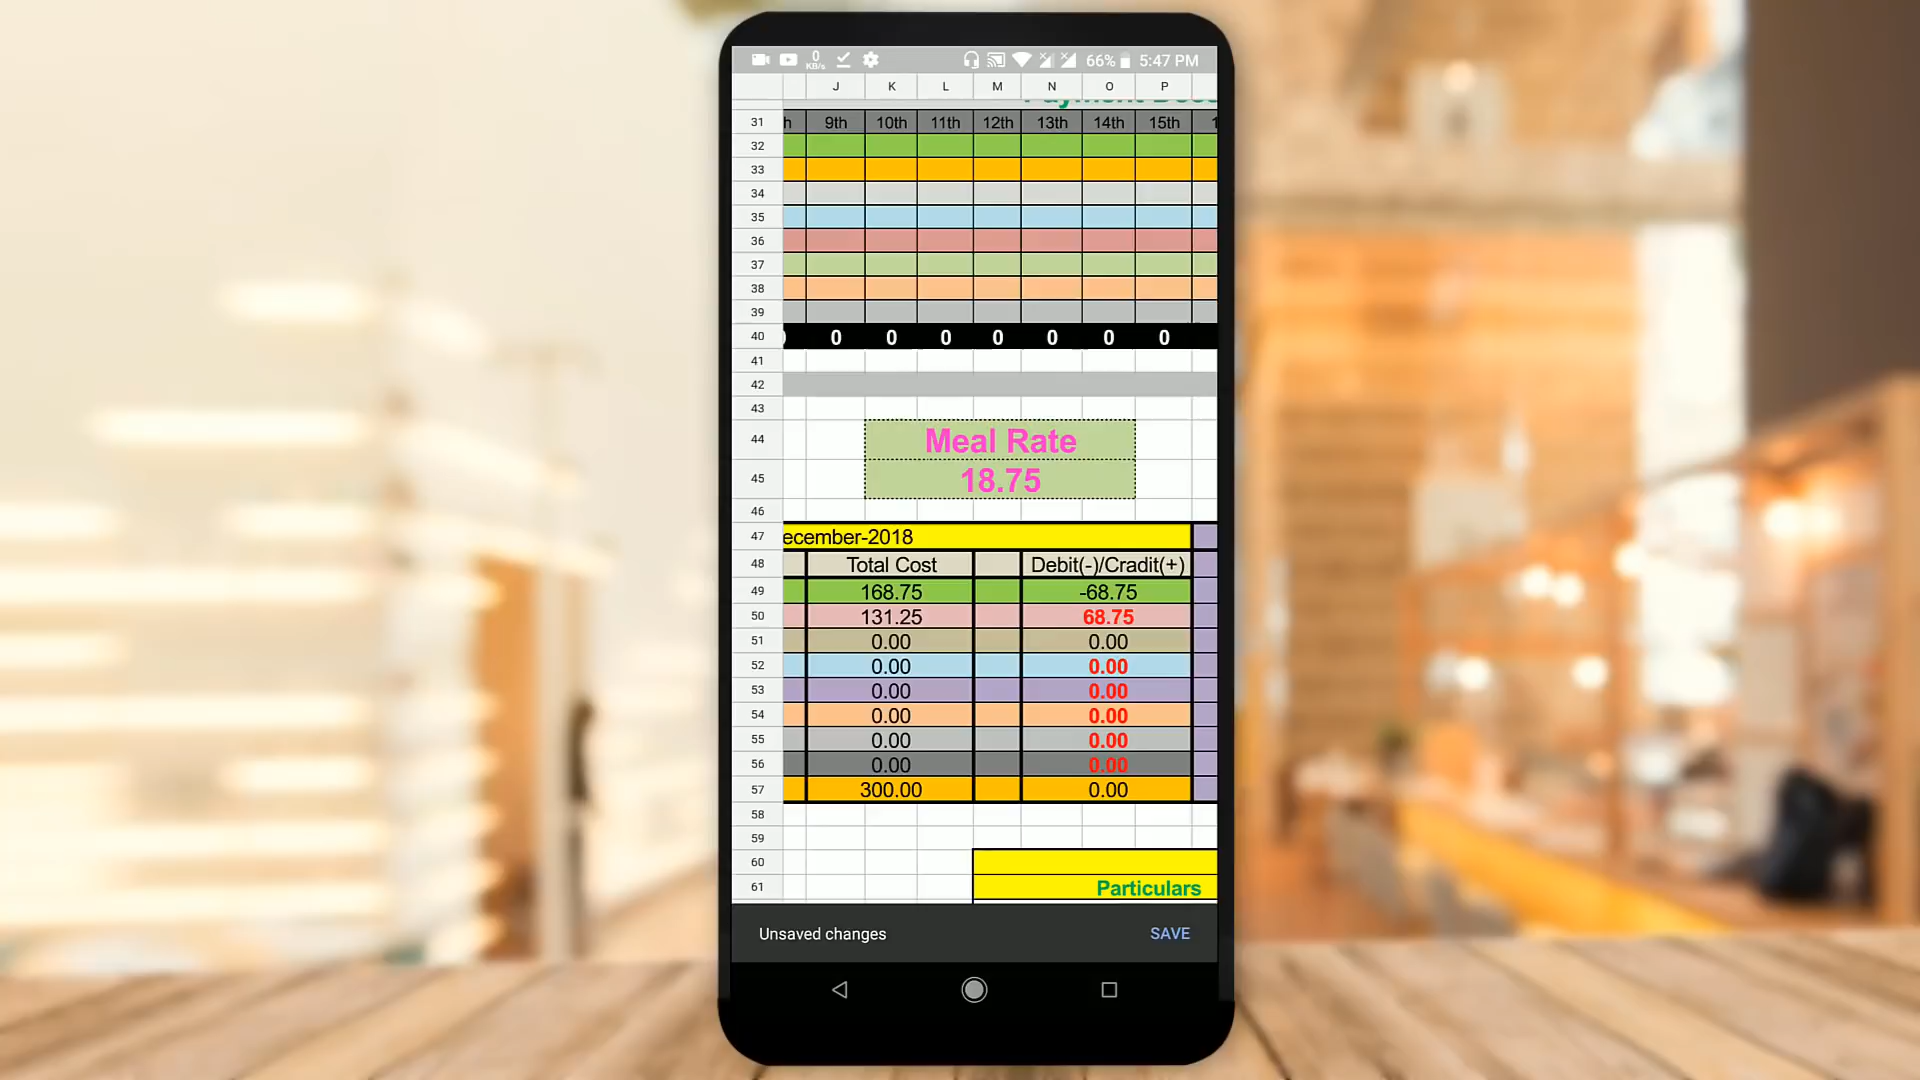 0
KB/s
66% 5:47 PM
J K L M N O P
31 h 9th 10th 11th 12th 13th 14th 15th 1
32
33
34
35
36
37
38
39
40 0 0 0 0 0 0 0
41
42
43
44 Meal Rate
45 18.75
46
47 ecember-2018
48 Total Cost Debit(-)/Cradit(+)
49 168.75 -68.75
50 131.25 68.75
51 0.00 0.00
52 0.00 0.00
53 0.00 0.00
54 0.00 0.00
55 0.00 0.00
56 0.00 0.00
57 300.00 0.00
58
59
60
61 Particulars
Unsaved changes SAVE